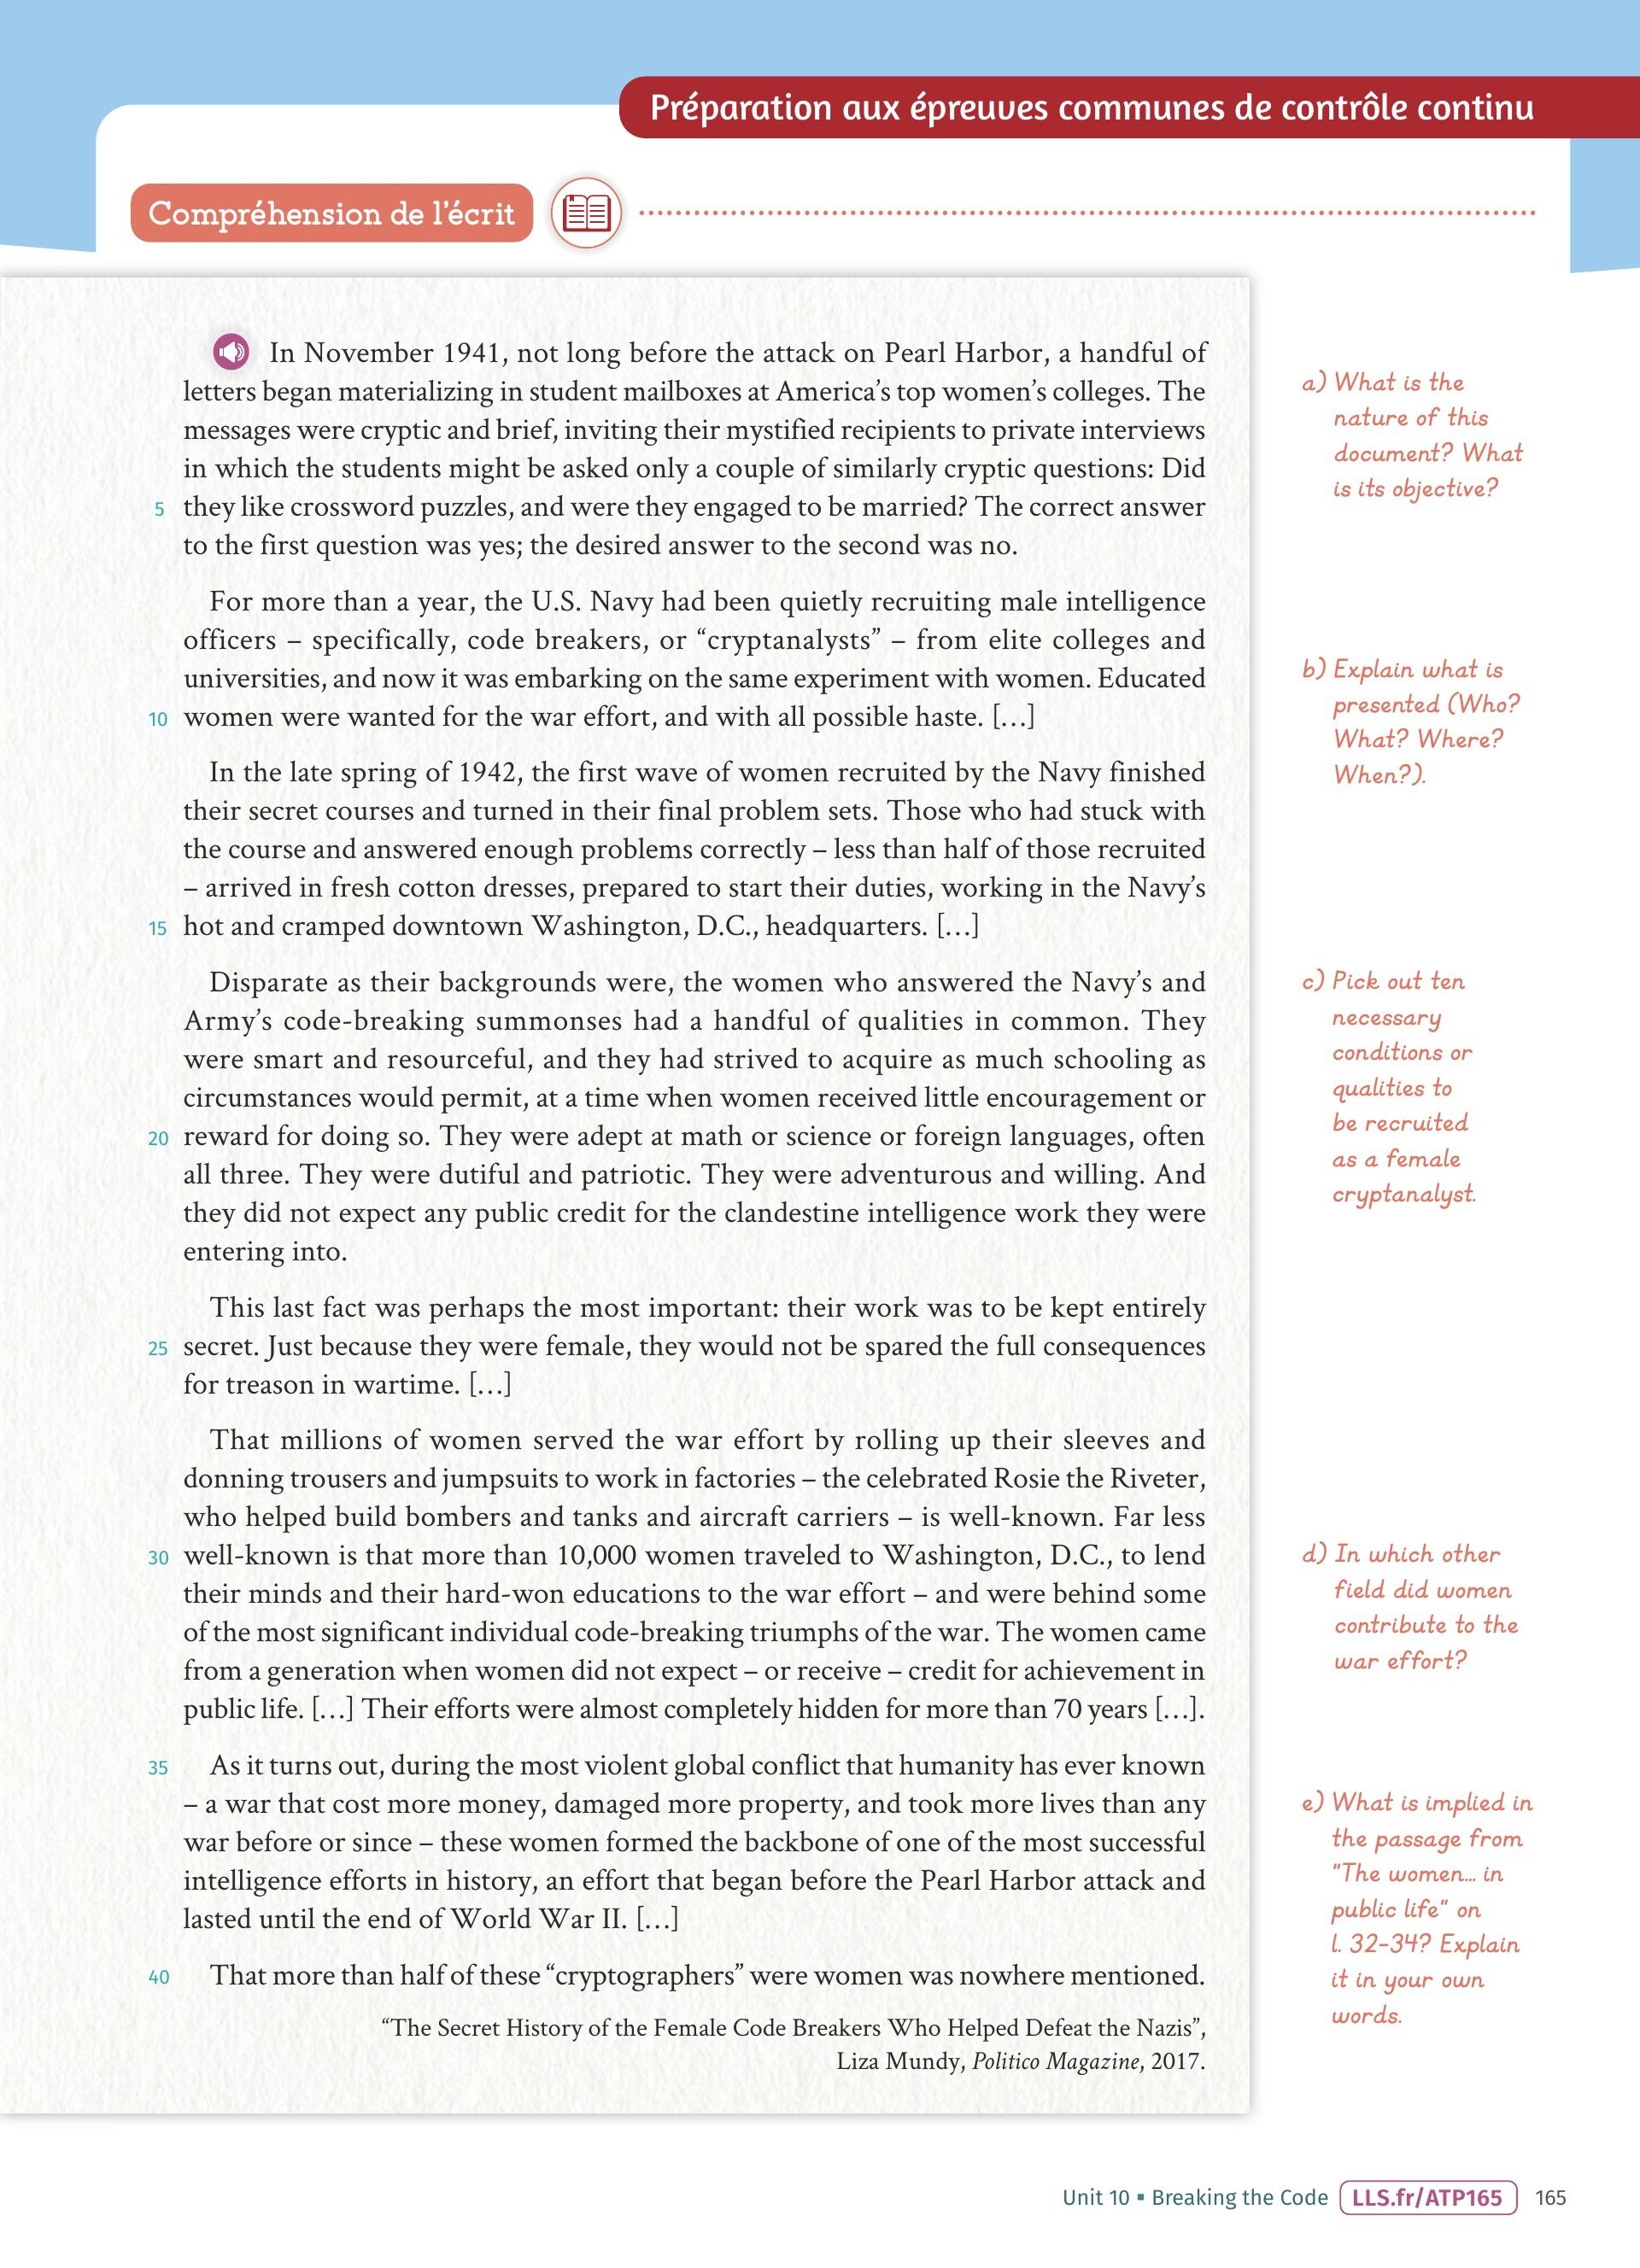 Préparation aux épreuves communes de contrôle continu
Compréhension de l'écrit
In November 1941, not long before the attack on Pearl Harbor, a handful of
letters began materializing in student mailboxes at America's top women's colleges. The
messages were cryptic and brief, inviting their mystified recipients to private interviews
in which the students might be asked only a couple of similarly cryptic questions: Did
5 they like crossword puzzles, and were they engaged to be married? The correct answer
to the first question was yes; the desired answer to the second was no.
For more than a year, the U.S. Navy had been quietly recruiting male intelligence
officers – specifically, code breakers, or “cryptanalysts” – from elite colleges and
universities, and now it was embarking on the same experiment with women. Educated
10 women were wanted for the war effort, and with all possible haste. […]
In the late spring of 1942, the first wave of women recruited by the Navy finished
their secret courses and turned in their final problem sets. Those who had stuck with
the course and answered enough problems correctly – less than half of those recruited
– arrived in fresh cotton dresses, prepared to start their duties, working in the Navy's
15 hot and cramped downtown Washington, D.C., headquarters. […]
Disparate as their backgrounds were, the women who answered the Navy's and
Army's code-breaking summonses had a handful of qualities in common. They
were smart and resourceful, and they had strived to acquire as much schooling as
circumstances would permit, at a time when women received little encouragement or
20 reward for doing so. They were adept at math or science or foreign languages, often
all three. They were dutiful and patriotic. They were adventurous and willing. And
they did not expect any public credit for the clandestine intelligence work they were
entering into.
This last fact was perhaps the most important: their work was to be kept entirely
25 secret. Just because they were female, they would not be spared the full consequences
for treason in wartime. […]
That millions of women served the war effort by rolling up their sleeves and
donning trousers and jumpsuits to work in factories – the celebrated Rosie the Riveter,
who helped build bombers and tanks and aircraft carriers – is well-known. Far less
30 well-known is that more than 10,000 women traveled to Washington, D.C., to lend
their minds and their hard-won educations to the war effort – and were behind some
of the most significant individual code-breaking triumphs of the war. The women came
from a generation when women did not expect – or receive – credit for achievement in
public life. […] Their efforts were almost completely hidden for more than 70 years […].
35 As it turns out, during the most violent global conflict that humanity has ever known
– a war that cost more money, damaged more property, and took more lives than any
war before or since – these women formed the backbone of one of the most successful
intelligence efforts in history, an effort that began before the Pearl Harbor attack and
lasted until the end of World War II. […]
40 That more than half of these “cryptographers” were women was nowhere mentioned.
“The Secret History of the Female Code Breakers Who Helped Defeat the Nazis”,
Liza Mundy, Politico Magazine, 2017.
a) What is the
nature of this
document? What
is its objective?
b) Explain what is
presented (Who?
What? Where?
When?).
c) Pick out ten
necessary
conditions or
qualities to
be recruited
as a female
cryptanalyst.
d) In which other
field did women
contribute to the
war effort?
e) What is implied in
the passage from
"The women... in
public life" on
l. 32-34? Explain
it in your own
words.
Unit 10 ▪ Breaking the Code LLS.fr/ATP165 165